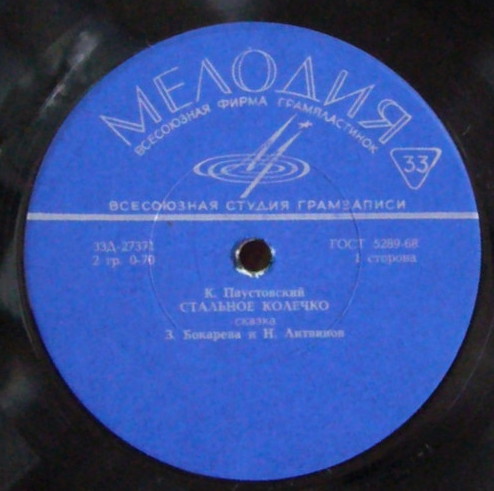 МЕЛОДИЯ
ВСЕСОЮЗНАЯ ФИРМА ГРАМПЛАСТИНОК
33
ВСЕСОЮЗНАЯ СТУДИЯ ГРАМЗАПИСИ
33Д-27371 ГОСТ 5289-68
2 гр. 0-70 1 сторона
К. Паустовский
СТАЛЬНОЕ КОЛЕЧКО
сказка
З. Бокарева и Н. Литвинов